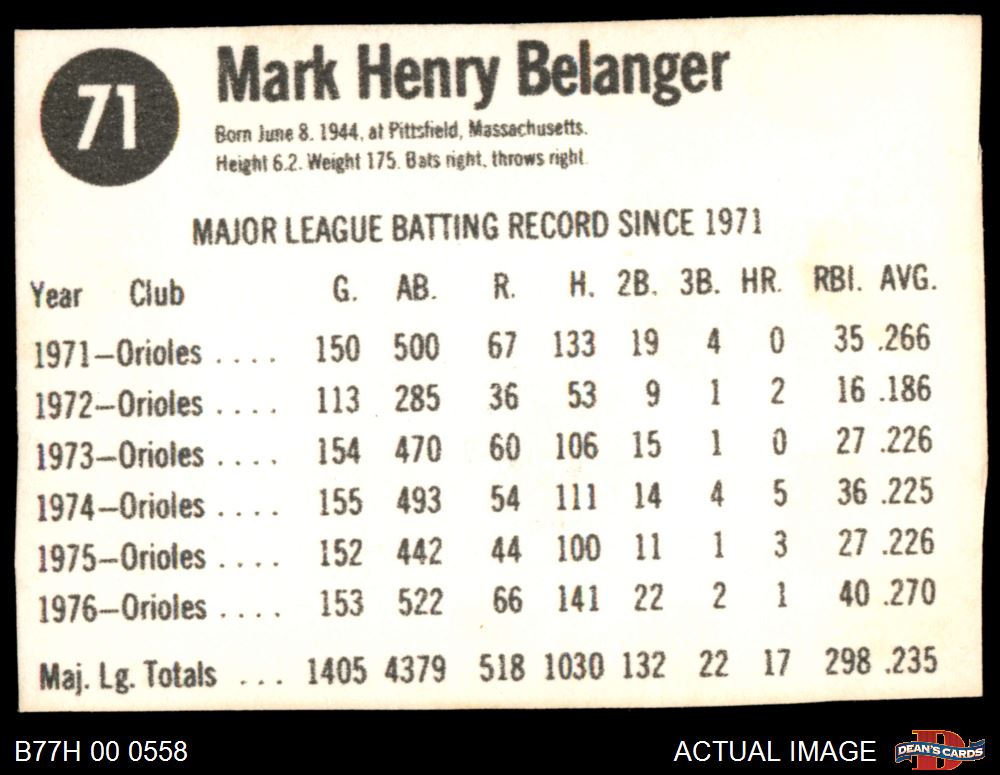 71
Mark Henry Belanger
Born June 8, 1944, at Pittsfield, Massachusetts.
Height 6.2. Weight 175. Bats right, throws right.
MAJOR LEAGUE BATTING RECORD SINCE 1971
Year Club G. AB. R. H. 2B. 3B. HR. RBI. AVG.
1971—Orioles .... 150 500 67 133 19 4 0 35 .266
1972—Orioles .... 113 285 36 53 9 1 2 16 .186
1973—Orioles .... 154 470 60 106 15 1 0 27 .226
1974—Orioles .... 155 493 54 111 14 4 5 36 .225
1975—Orioles .... 152 442 44 100 11 1 3 27 .226
1976—Orioles .... 153 522 66 141 22 2 1 40 .270
Maj. Lg. Totals ... 1405 4379 518 1030 132 22 17 298 .235
B77H 00 0558
ACTUAL IMAGE
D
DEAN'S CARDS